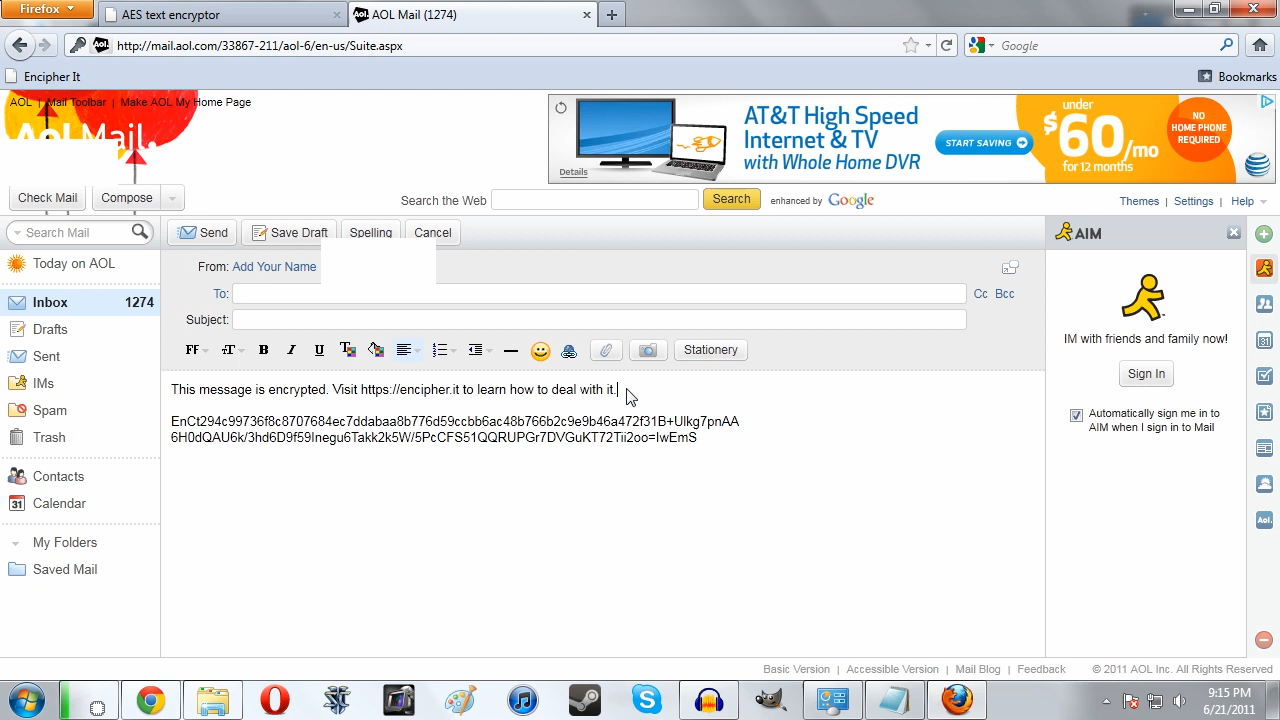 Firefox
AES text encryptor
AOL Mail (1274)
http://mail.aol.com/33867-211/aol-6/en-us/Suite.aspx
Google
Encipher It
Bookmarks
AOL | Mail Toolbar | Make AOL My Home Page
Aol Mail.
AT&T High Speed
Internet & TV
with Whole Home DVR
Details
START SAVING
under
$60/mo
for 12 months
NO
HOME PHONE
REQUIRED
at&t
Check Mail
Compose
Search the Web
Search
enhanced by Google
Themes | Settings | Help
Search Mail
Send
Save Draft
Spelling
Cancel
AIM
Today on AOL
From: Add Your Name
Inbox 1274
To:
Cc Bcc
Drafts
Subject:
Sent
FF T B I U T
Stationery
IM with friends and family now!
IMs
Sign In
This message is encrypted. Visit https://encipher.it to learn how to deal with it.
Spam
Automatically sign me in to
AIM when I sign in to Mail
EnCt294c99736f8c8707684ec7ddabaa8b776d59ccbb6ac48b766b2c9e9b46a472f31B+UIkg7pnAA
6H0dQAU6k/3hd6D9f59Inegu6Takk2k5W/5PcCFS51QQRUPGr7DVGuKT72Tii2oo=IwEmS
Trash
Contacts
31 Calendar
My Folders
Saved Mail
31
Aol.
Basic Version | Accessible Version | Mail Blog | Feedback © 2011 AOL Inc. All Rights Reserved
9:15 PM
6/21/2011